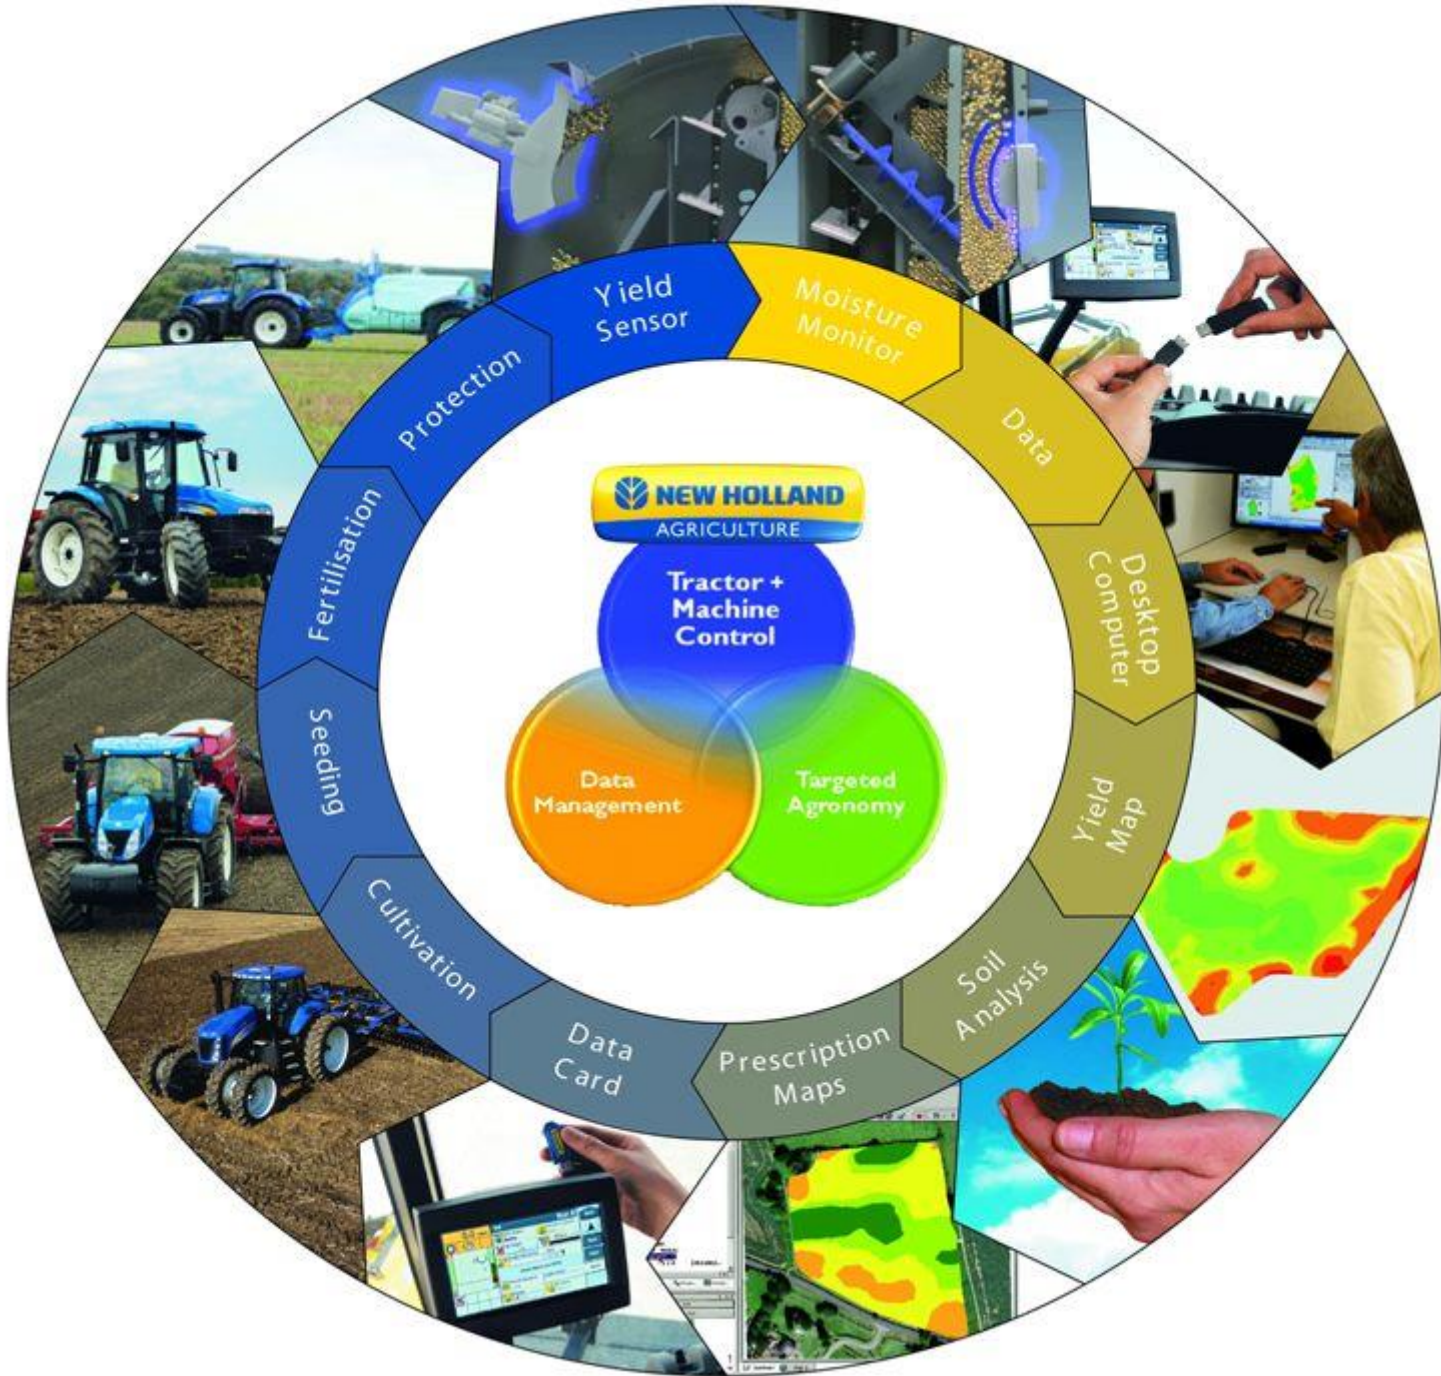 Yield
Sensor
Moisture
Monitor
Data
Desktop
Computer
Yield
Map
Soil
Analysis
Prescription
Maps
Data
Card
Cultivation
Seeding
Fertilisation
Protection
NEW HOLLAND
AGRICULTURE
Tractor +
Machine
Control
Data
Management
Targeted
Agronomy